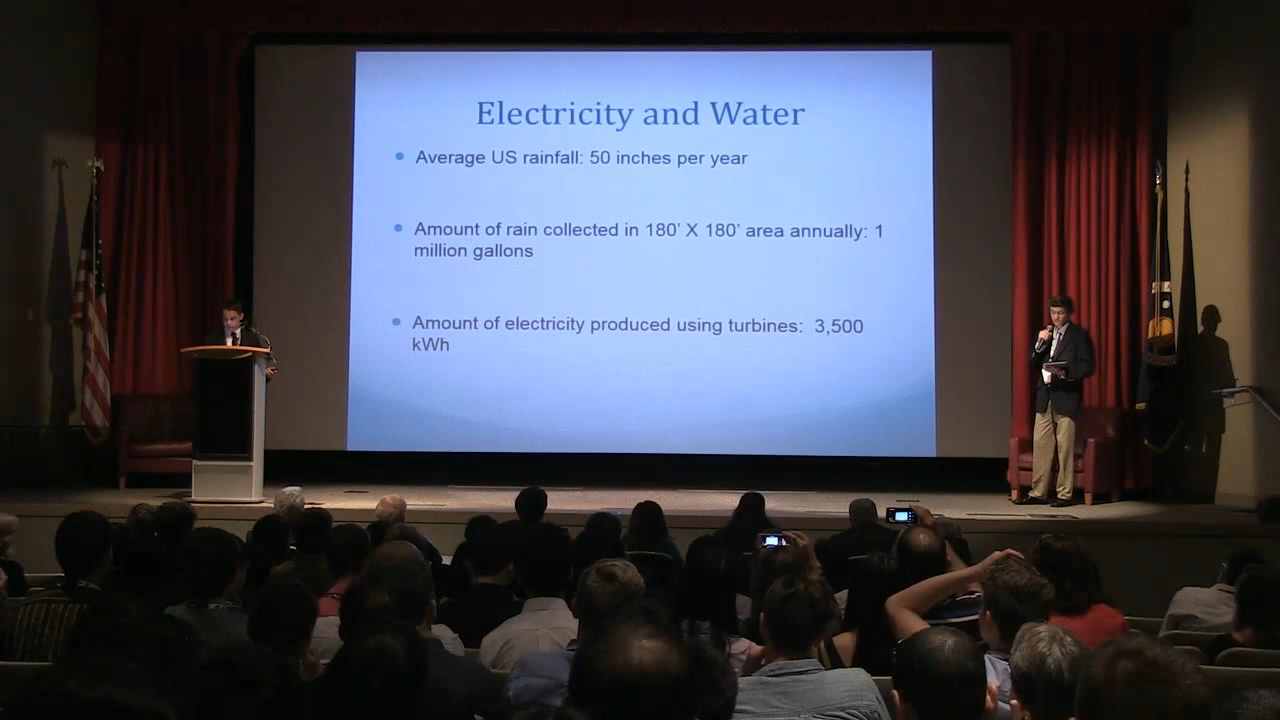 Electricity and Water
Average US rainfall: 50 inches per year
Amount of rain collected in 180' X 180' area annually: 1
million gallons
Amount of electricity produced using turbines: 3,500
kWh